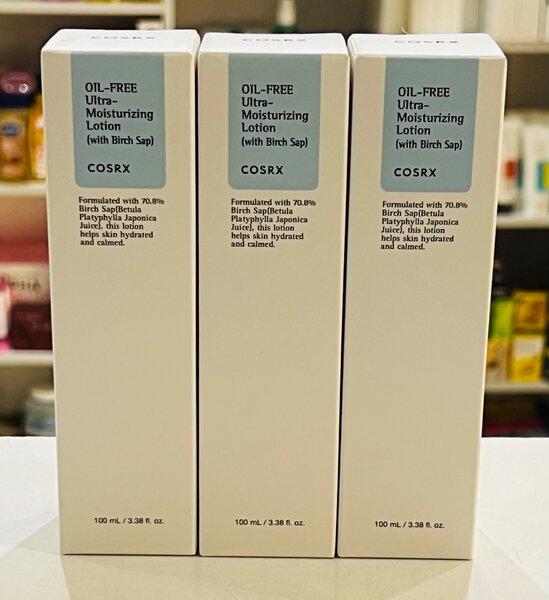 COSRX
OIL-FREE
Ultra-
Moisturizing
Lotion
(with Birch Sap)
COSRX
Formulated with 70.8%
Birch Sap(Betula
Platyphylla Japonica
Juice), this lotion
helps skin hydrated
and calmed.
100 mL / 3.38 fl. oz.
COSRX
OIL-FREE
Ultra-
Moisturizing
Lotion
(with Birch Sap)
COSRX
Formulated with 70.8%
Birch Sap(Betula
Platyphylla Japonica
Juice), this lotion
helps skin hydrated
and calmed.
100 mL / 3.38 fl. oz.
COSRX
OIL-FREE
Ultra-
Moisturizing
Lotion
(with Birch Sap)
COSRX
Formulated with 70.8%
Birch Sap(Betula
Platyphylla Japonica
Juice), this lotion
helps skin hydrated
and calmed.
100 mL / 3.38 fl. oz.